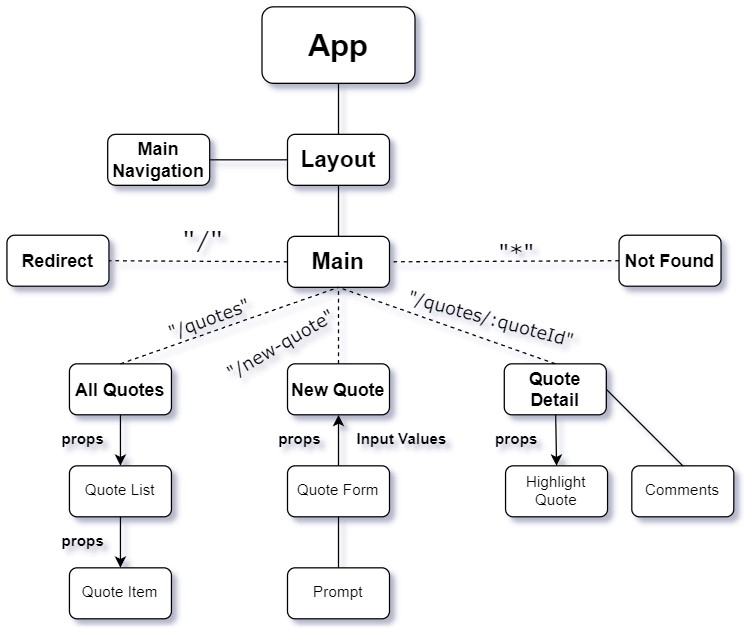 App
Main
Navigation
Layout
Redirect
"/"
Main
"*"
Not Found
"/quotes"
"/new-quote"
"/quotes/:quoteId"
All Quotes
New Quote
Quote
Detail
props
props
Input Values
props
Quote List
Quote Form
Highlight
Quote
Comments
props
Quote Item
Prompt